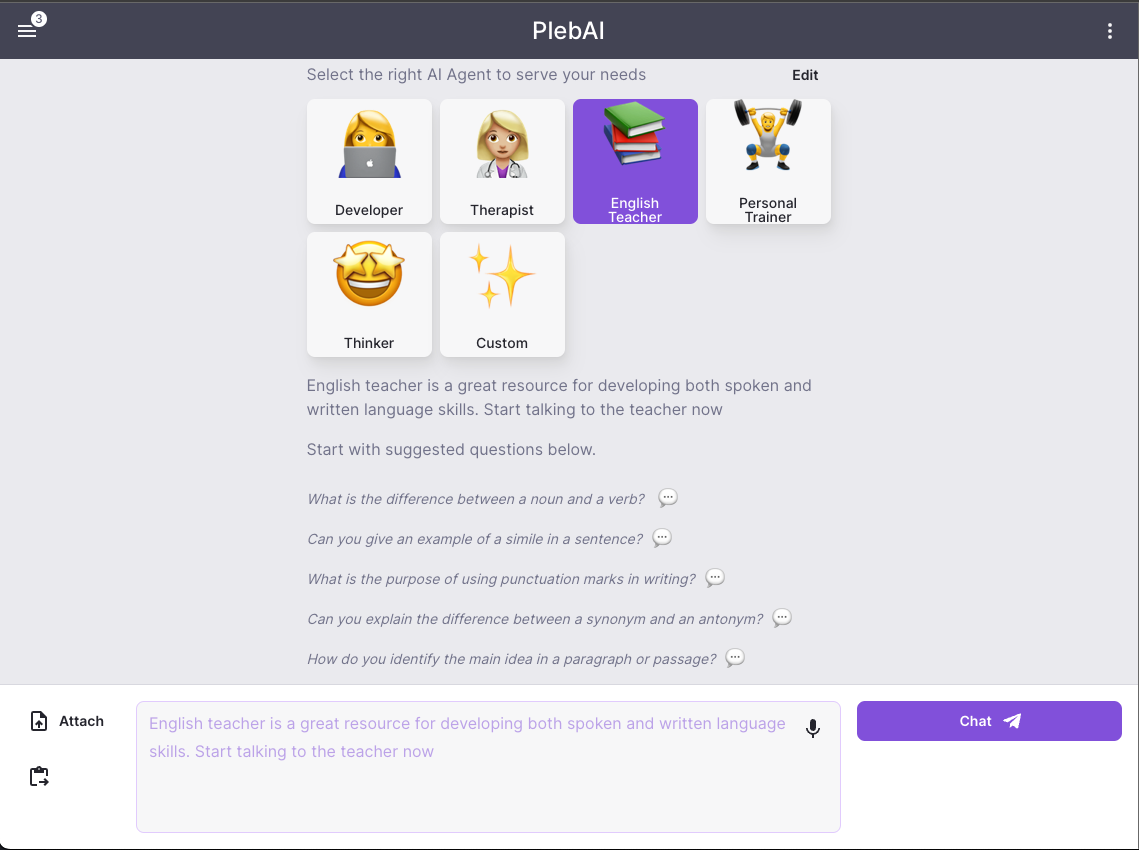 3
PlebAI
Select the right AI Agent to serve your needs
Edit
Developer
Therapist
English
Teacher
Personal
Trainer
Thinker
Custom
English teacher is a great resource for developing both spoken and
written language skills. Start talking to the teacher now
Start with suggested questions below.
What is the difference between a noun and a verb?
Can you give an example of a simile in a sentence?
What is the purpose of using punctuation marks in writing?
Can you explain the difference between a synonym and an antonym?
How do you identify the main idea in a paragraph or passage?
Attach
English teacher is a great resource for developing both spoken and written language
skills. Start talking to the teacher now
Chat